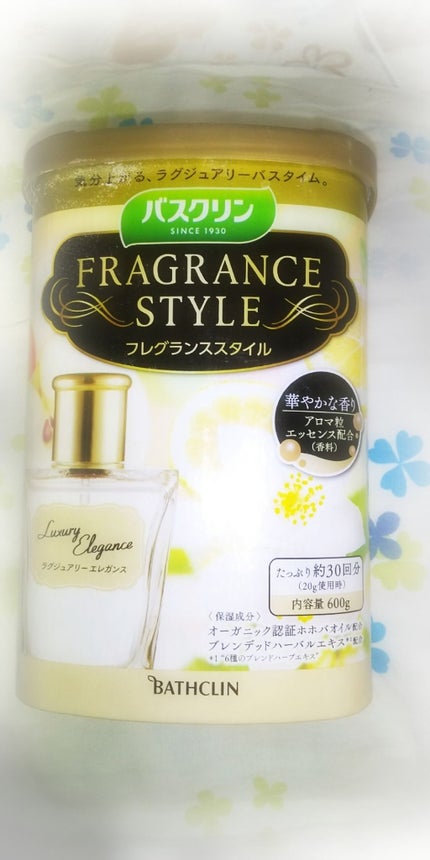 気分上がる、ラグジュアリーバスタイム。
バスクリン
SINCE 1930
FRAGRANCE
STYLE
フレグランススタイル
華やかな香り
アロマ粒
エッセンス配合
(香料)
Luxury
Elegance
ラグジュアリーエレガンス
たっぷり約30回分
(20g使用時)
内容量600g
〈保湿成分〉
オーガニック認証ホホバオイル配合
ブレンデッドハーバルエキス*1配合
*1 "6種のブレンドハーブエキス"
BATHCLIN